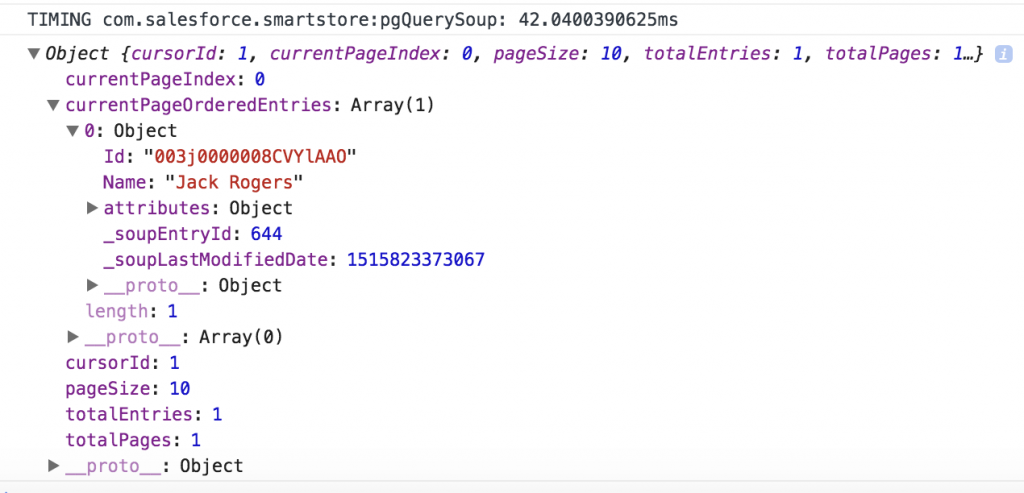 TIMING com.salesforce.smartstore:pgQuerySoup: 42.0400390625ms
▼Object {cursorId: 1, currentPageIndex: 0, pageSize: 10, totalEntries: 1, totalPages: 1…} i
currentPageIndex: 0
▼currentPageOrderedEntries: Array(1)
▼0: Object
Id: "003j0000008CVYlAAO"
Name: "Jack Rogers"
▶attributes: Object
_soupEntryId: 644
_soupLastModifiedDate: 1515823373067
▶__proto__: Object
length: 1
▶__proto__: Array(0)
cursorId: 1
pageSize: 10
totalEntries: 1
totalPages: 1
▶__proto__: Object